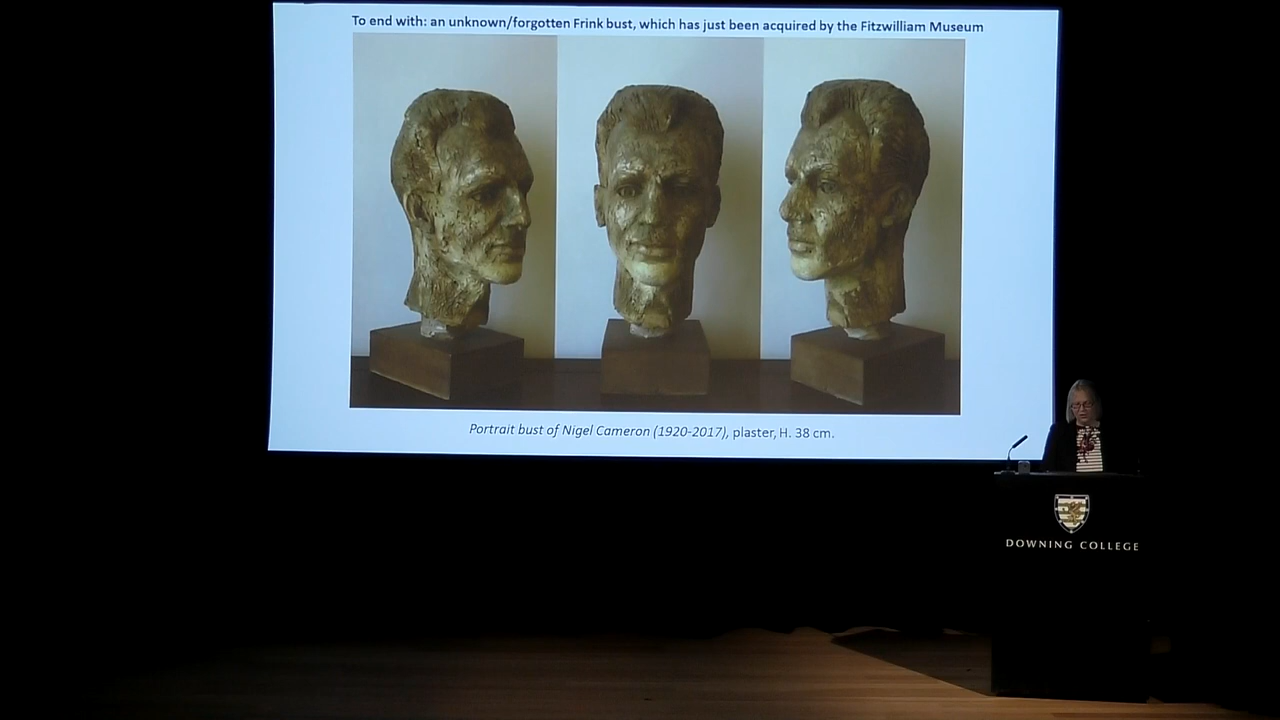 To end with: an unknown/forgotten Frink bust, which has just been acquired by the Fitzwilliam Museum
Portrait bust of Nigel Cameron (1920-2017), plaster, H. 38 cm.
DOWNING COLLEGE